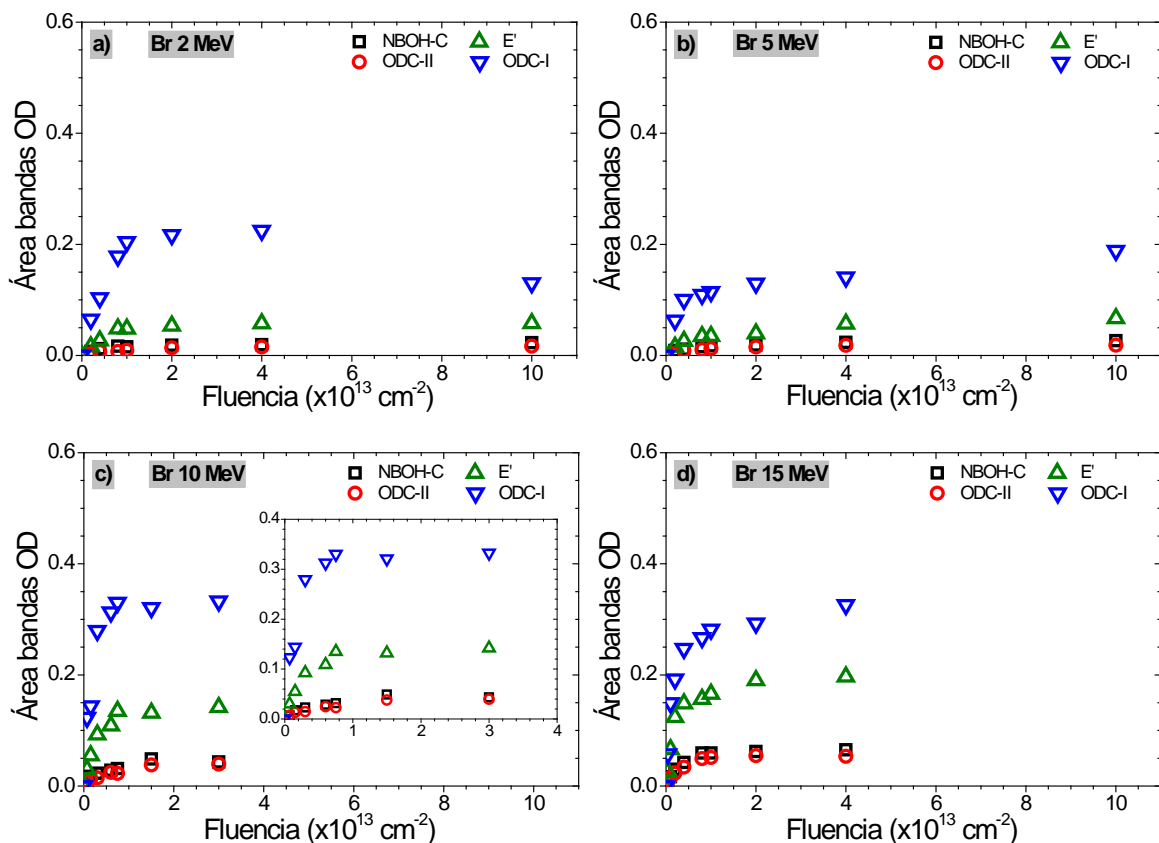 a) Br 2 MeV
NBOH-C E'
ODC-II ODC-I
0.6
0.4
0.2
0.0
Área bandas OD
0 2 4 6 8 10
Fluencia (x10¹³ cm⁻²)
b) Br 5 MeV
NBOH-C E'
ODC-II ODC-I
0.6
0.4
0.2
0.0
Área bandas OD
0 2 4 6 8 10
Fluencia (x10¹³ cm⁻²)
c) Br 10 MeV
NBOH-C E'
ODC-II ODC-I
0.6
0.4
0.2
0.0
Área bandas OD
0.4
0.3
0.1
0.0
0 1 2 3 4
0 2 4 6 8 10
Fluencia (x10¹³ cm⁻²)
d) Br 15 MeV
NBOH-C E'
ODC-II ODC-I
0.6
0.4
0.2
0.0
Área bandas OD
0 2 4 6 8 10
Fluencia (x10¹³ cm⁻²)